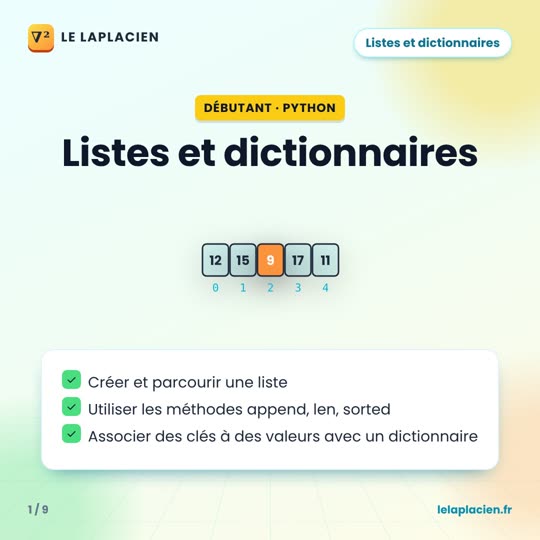 ∇² LE LAPLACIEN
Listes et dictionnaires
DÉBUTANT · PYTHON
Listes et dictionnaires
12 15 9 17 11
0 1 2 3 4
Créer et parcourir une liste
Utiliser les méthodes append, len, sorted
Associer des clés à des valeurs avec un dictionnaire
1 / 9
lelaplacien.fr